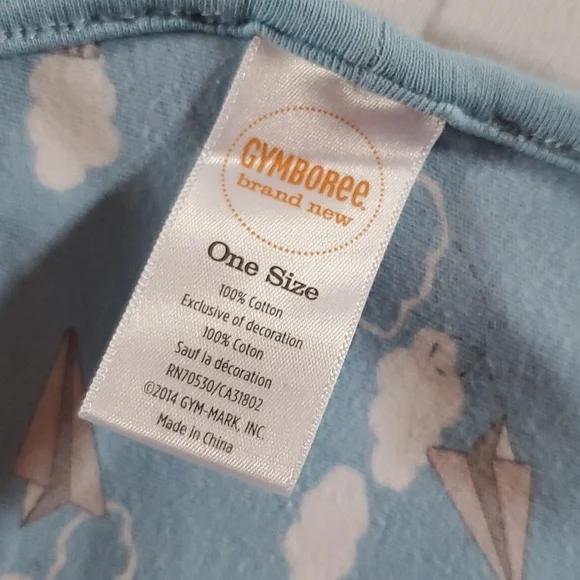 GYMBOREE
brand new
One Size
100% Cotton
Exclusive of decoration
100% Coton
Sauf la décoration
RN70530/CA31802
©2014 GYM-MARK, INC.
Made in China